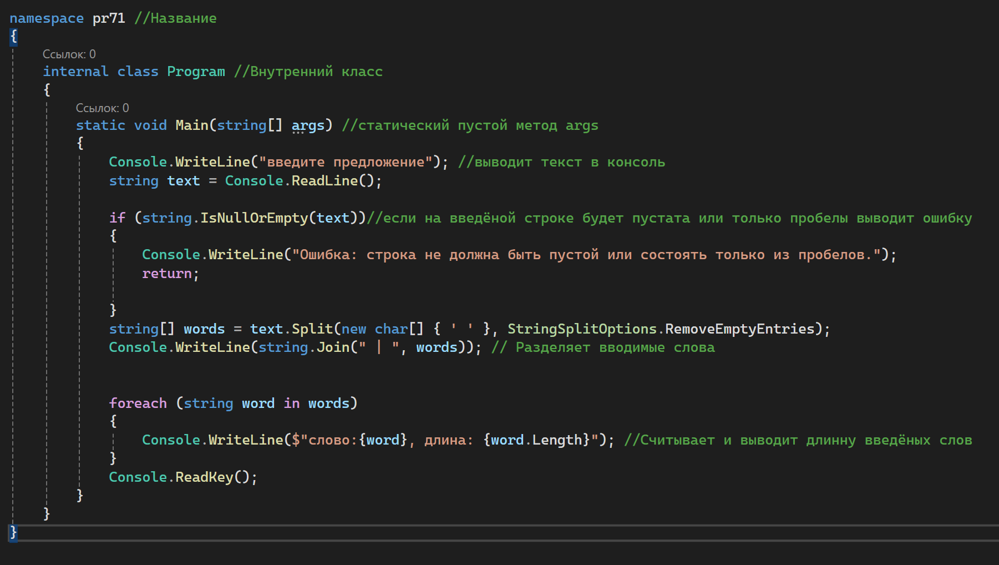 namespace pr71 //Название
{
Ссылок: 0
internal class Program //Внутренний класс
{
Ссылок: 0
static void Main(string[] args) //статический пустой метод args
{
Console.WriteLine("введите предложение"); //выводит текст в консоль
string text = Console.ReadLine();
if (string.IsNullOrEmpty(text))//если на введёной строке будет пустата или только пробелы выводит ошибку
{
Console.WriteLine("Ошибка: строка не должна быть пустой или состоять только из пробелов.");
return;
}
string[] words = text.Split(new char[] { ' ' }, StringSplitOptions.RemoveEmptyEntries);
Console.WriteLine(string.Join(" | ", words)); // Разделяет вводимые слова
foreach (string word in words)
{
Console.WriteLine($"слово:{word}, длина: {word.Length}"); //Считывает и выводит длинну введёных слов
}
Console.ReadKey();
}
}
}